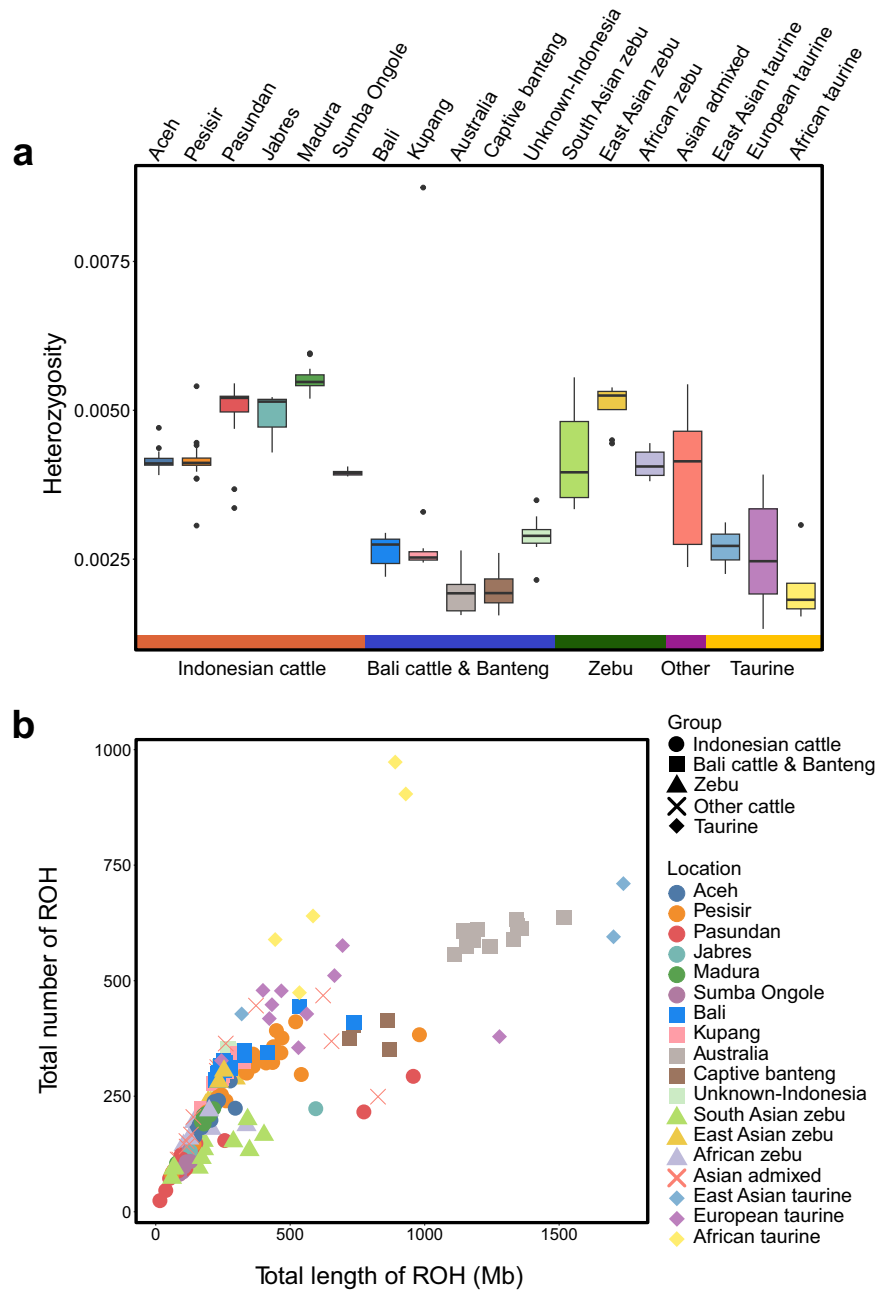 a
Aceh
Pesisir
Pasundan
Jabres
Madura
Sumba Ongole
Bali
Kupang
Australia
Captive banteng
Unknown-Indonesia
South Asian zebu
East Asian zebu
African zebu
Asian admixed
East Asian taurine
European taurine
African taurine
Heterozygosity
0.0075
0.0050
0.0025
Indonesian cattle
Bali cattle & Banteng
Zebu
Other
Taurine
b
Total number of ROH
1000
750
500
250
0
0
500
1000
1500
Total length of ROH (Mb)
Group
Indonesian cattle
Bali cattle & Banteng
Zebu
Other cattle
Taurine
Location
Aceh
Pesisir
Pasundan
Jabres
Madura
Sumba Ongole
Bali
Kupang
Australia
Captive banteng
Unknown-Indonesia
South Asian zebu
East Asian zebu
African zebu
Asian admixed
East Asian taurine
European taurine
African taurine